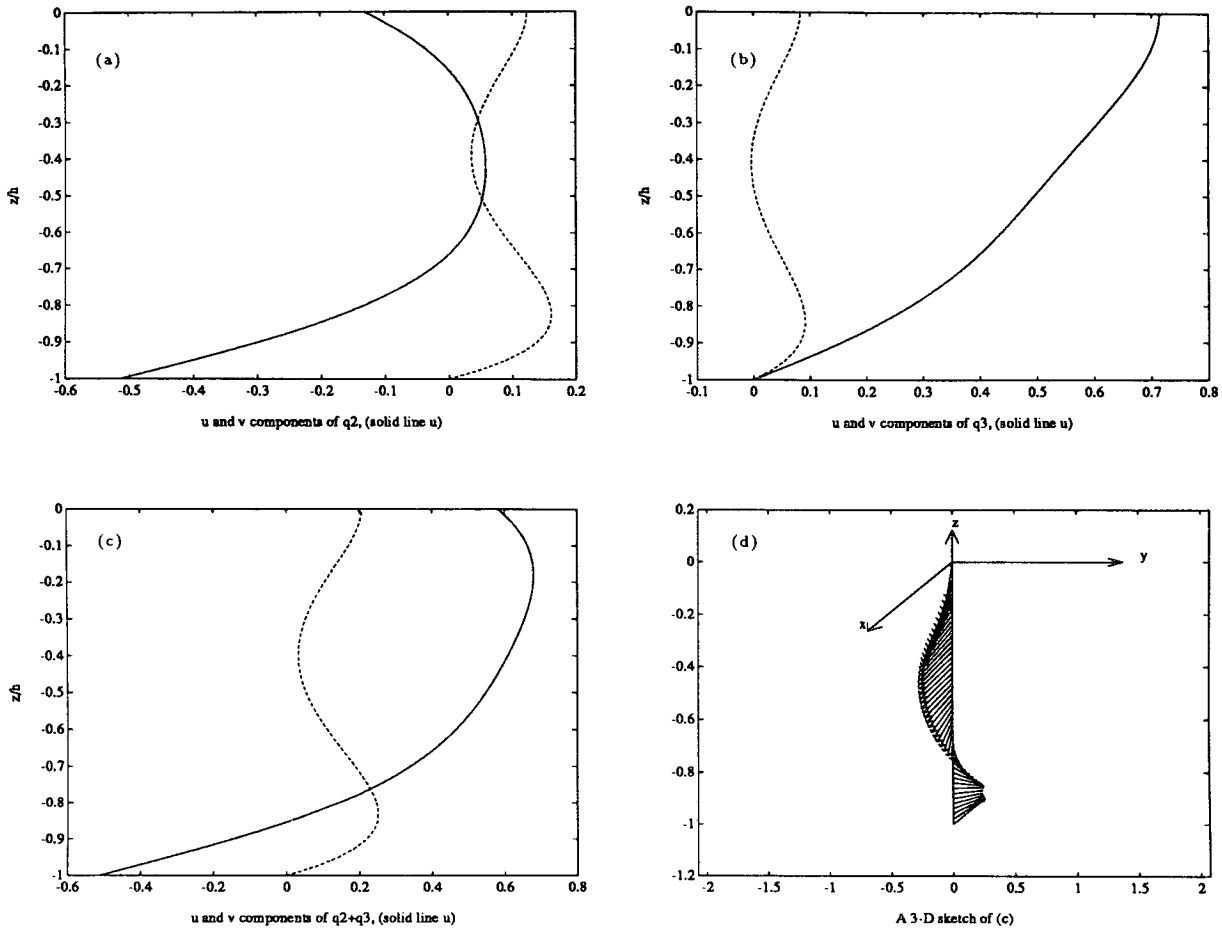 0
-0.1
(a)
-0.2
-0.3
-0.4
z/h
-0.5
-0.6
-0.7
-0.8
-0.9
-1
-0.6 -0.5 -0.4 -0.3 -0.2 -0.1 0 0.1 0.2
u and v components of q2, (solid line u)
0
-0.1
(b)
-0.2
-0.3
-0.4
z/h
-0.5
-0.6
-0.7
-0.8
-0.9
-1
-0.1 0 0.1 0.2 0.3 0.4 0.5 0.6 0.7 0.8
u and v components of q3, (solid line u)
0
-0.1
(c)
-0.2
-0.3
-0.4
z/h
-0.5
-0.6
-0.7
-0.8
-0.9
-1
-0.6 -0.4 -0.2 0 0.2 0.4 0.6 0.8
u and v components of q2+q3, (solid line u)
0.2
(d)
z
0
y
x
-0.2
-0.4
-0.6
-0.8
-1
-1.2
-2 -1.5 -1 -0.5 0 0.5 1 1.5 2
A 3-D sketch of (c)